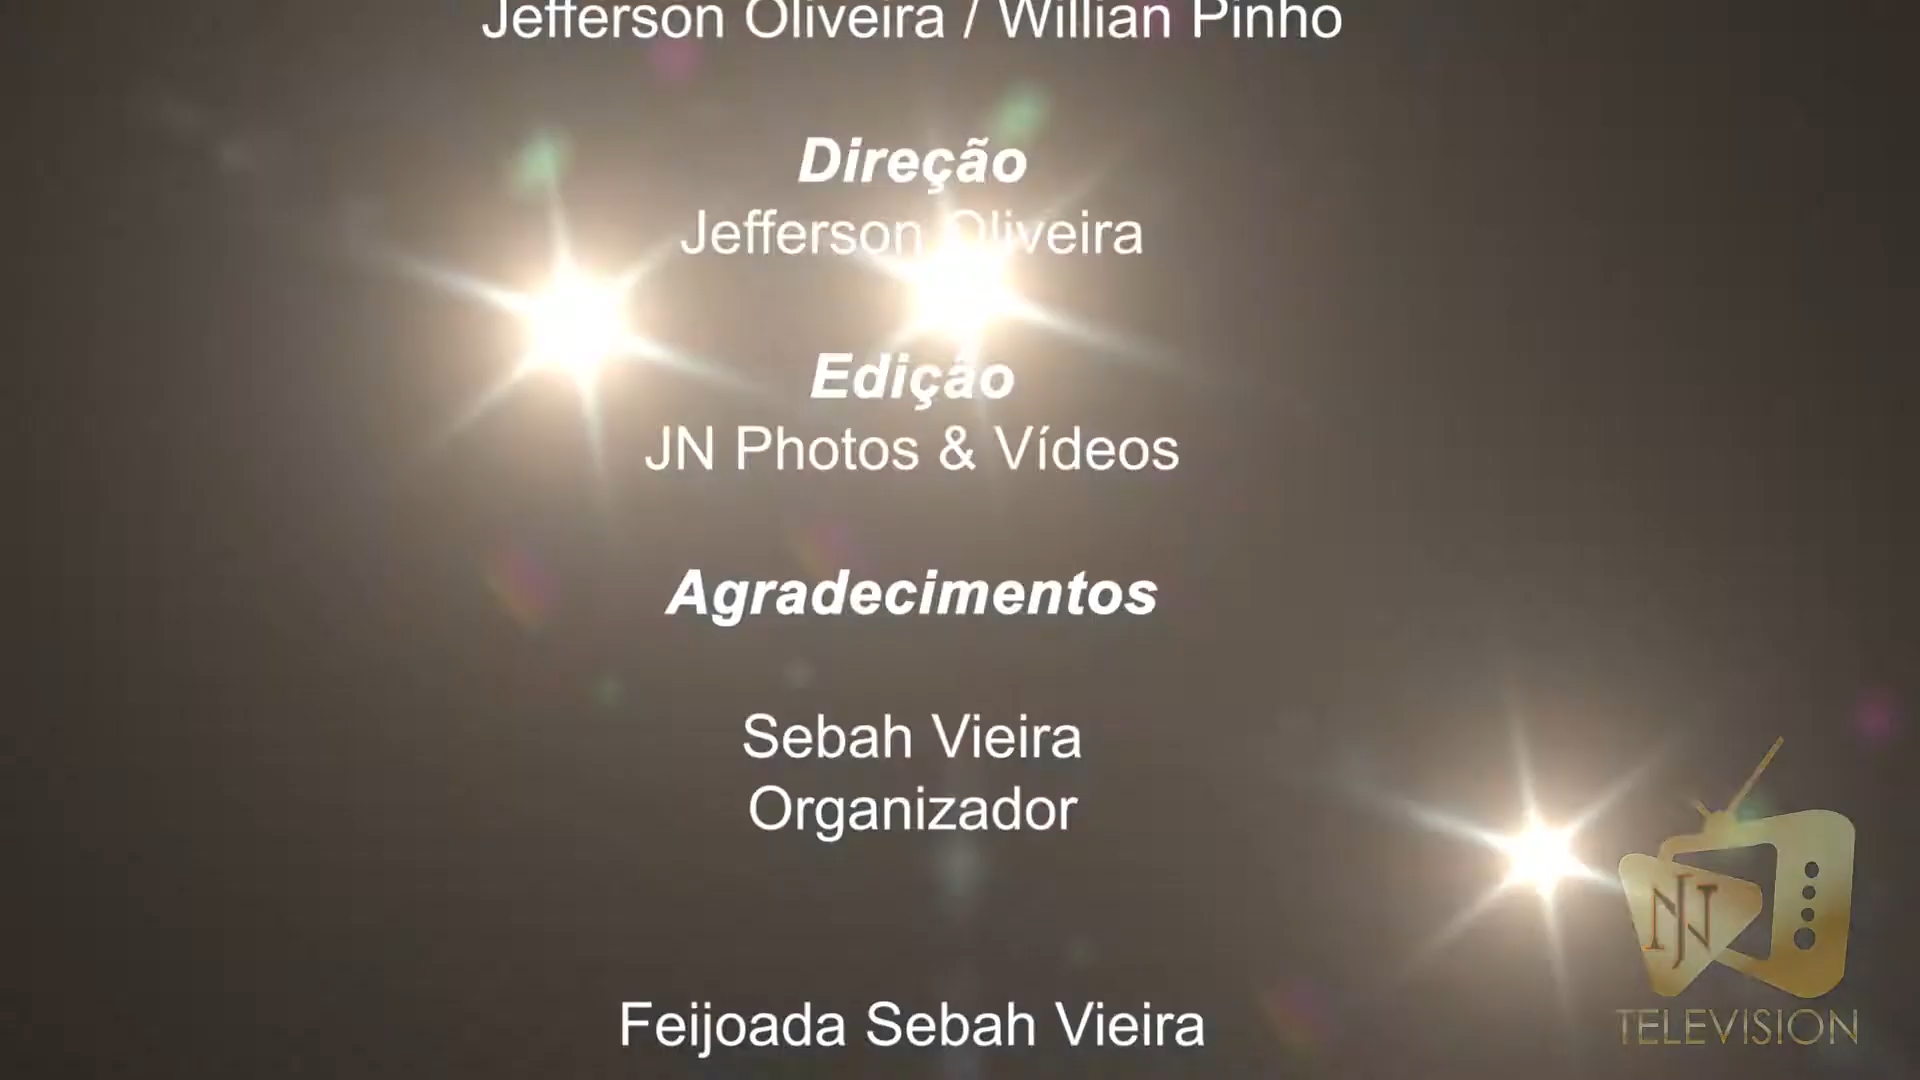 Jefferson Oliveira / Willian Pinho
Direção
Jefferson Oliveira
Edição
JN Photos & Vídeos
Agradecimentos
Sebah Vieira
Organizador
Feijoada Sebah Vieira
JN
TELEVISION